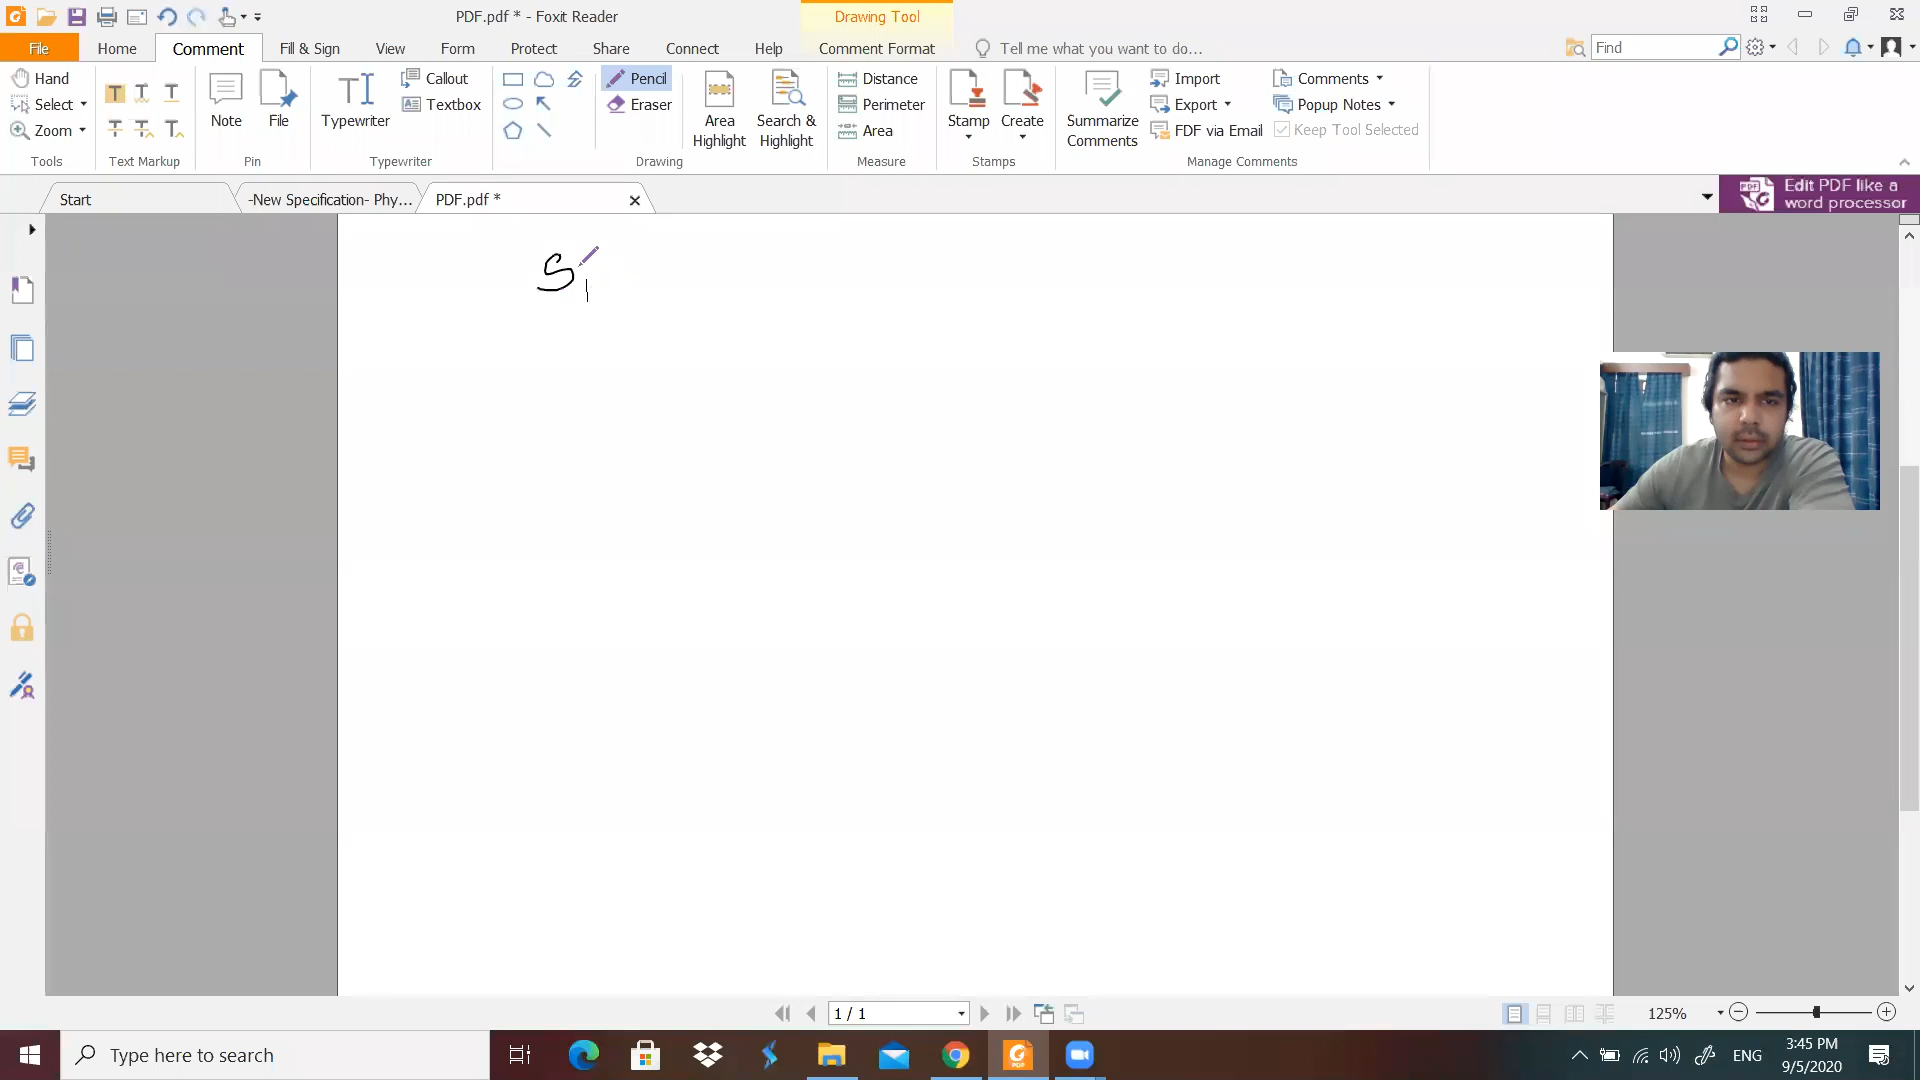 PDF.pdf * - Foxit Reader
Drawing Tool
File
Home
Comment
Fill & Sign
View
Form
Protect
Share
Connect
Help
Comment Format
Tell me what you want to do...
Find
Hand
Select
Zoom
Tools
Text Markup
Note
File
Pin
Typewriter
Callout
Textbox
Typewriter
Pencil
Eraser
Area
Highlight
Search &
Highlight
Drawing
Distance
Perimeter
Area
Measure
Stamp
Create
Stamps
Summarize
Comments
Import
Export
FDF via Email
Comments
Popup Notes
Keep Tool Selected
Manage Comments
Start
-New Specification- Phy...
PDF.pdf *
Edit PDF like a
word processor
Si
1 / 1
125%
Type here to search
ENG
3:45 PM
9/5/2020